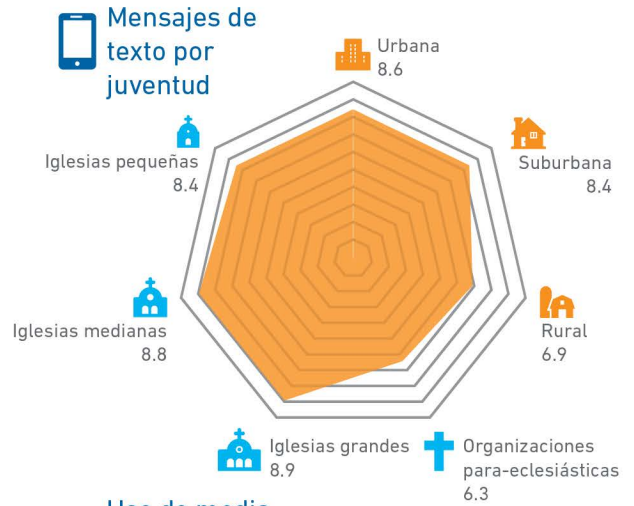 Mensajes de
texto por
juventud
Urbana
8.6
Suburbana
8.4
Rural
6.9
Organizaciones
para-eclesiásticas
6.3
Iglesias grandes
8.9
Iglesias medianas
8.8
Iglesias pequeñas
8.4